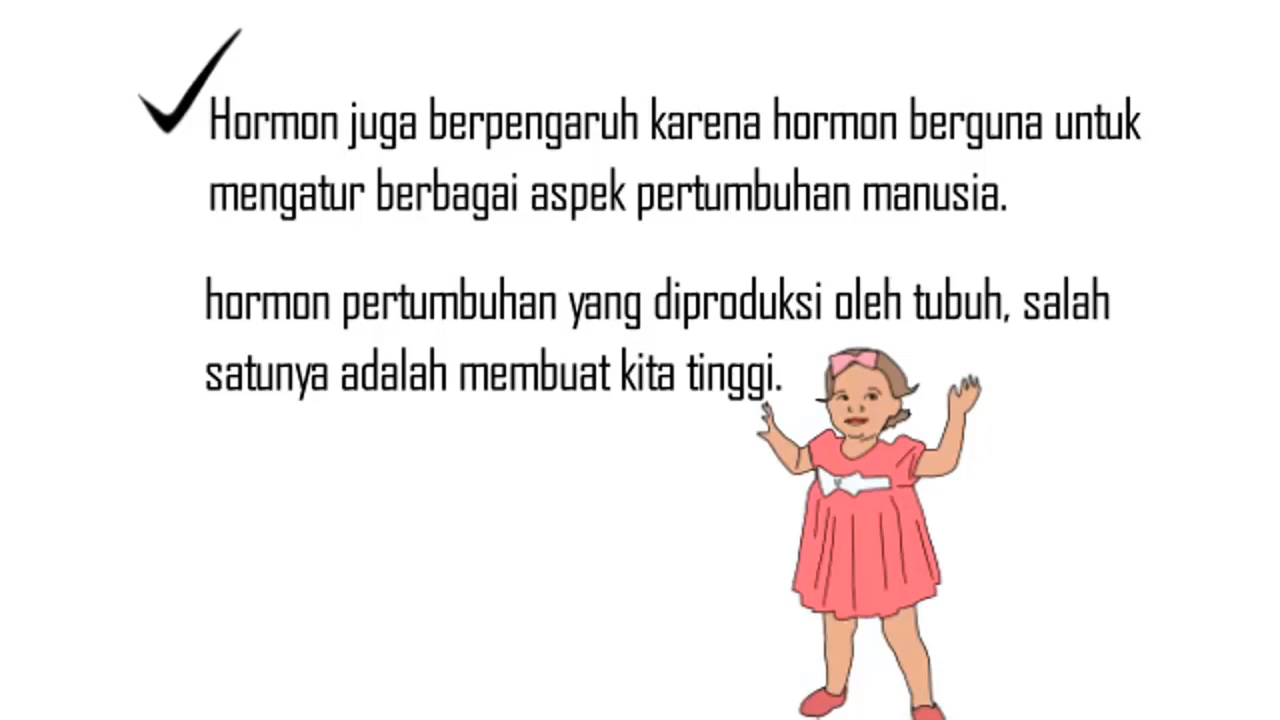 Hormon juga berpengaruh karena hormon berguna untuk
mengatur berbagai aspek pertumbuhan manusia.
hormon pertumbuhan yang diproduksi oleh tubuh, salah
satunya adalah membuat kita tinggi.